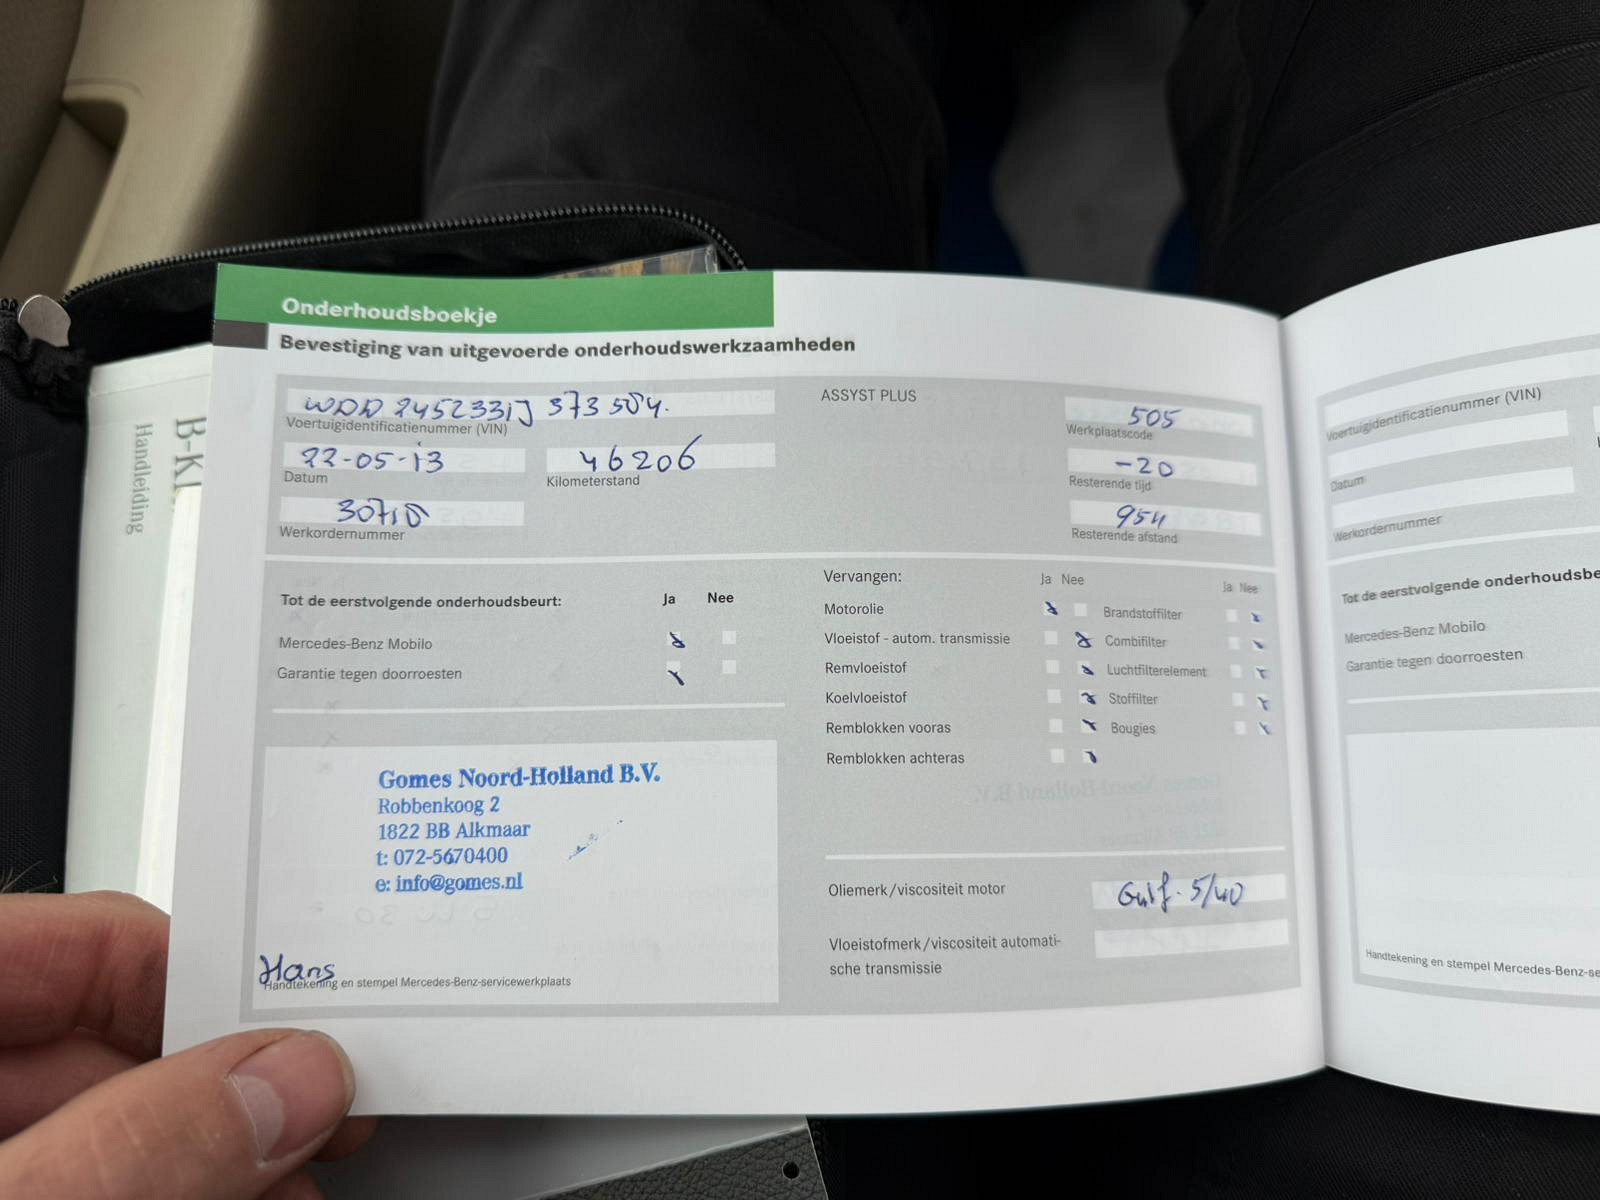 Onderhoudsboekje
Bevestiging van uitgevoerde onderhoudswerkzaamheden
WDD 2452331J 373504.
Voertuigidentificatienummer (VIN)
22-05-13
Datum
46206
Kilometerstand
Werkordernummer
ASSYST PLUS
505
Werkplaatscode
-20
Resterende tijd
954
Resterende afstand
Tot de eerstvolgende onderhoudsbeurt: Ja Nee
Mercedes-Benz Mobilo
Garantie tegen doorroesten
Vervangen: Ja Nee Ja Nee
Motorolie Brandstoffilter
Vloeistof - autom. transmissie Combifilter
Remvloeistof Luchtfilterelement
Koelvloeistof Stoffilter
Remblokken vooras Bougies
Remblokken achteras
Gomes Noord-Holland B.V.
Robbenkoog 2
1822 BB Alkmaar
t: 072-5670400
e: info@gomes.nl
Hans
Handtekening en stempel Mercedes-Benz-servicewerkplaats
Oliemerk/viscositeit motor
Gulf. 5/40
Vloeistofmerk/viscositeit automati-
sche transmissie
B-Kl
Handleiding
Voertuigidentificatienummer (VIN)
Datum
Werkordernummer
Tot de eerstvolgende onderhoudsbe
Mercedes-Benz Mobilo
Garantie tegen doorroesten
Handtekening en stempel Mercedes-Benz-se